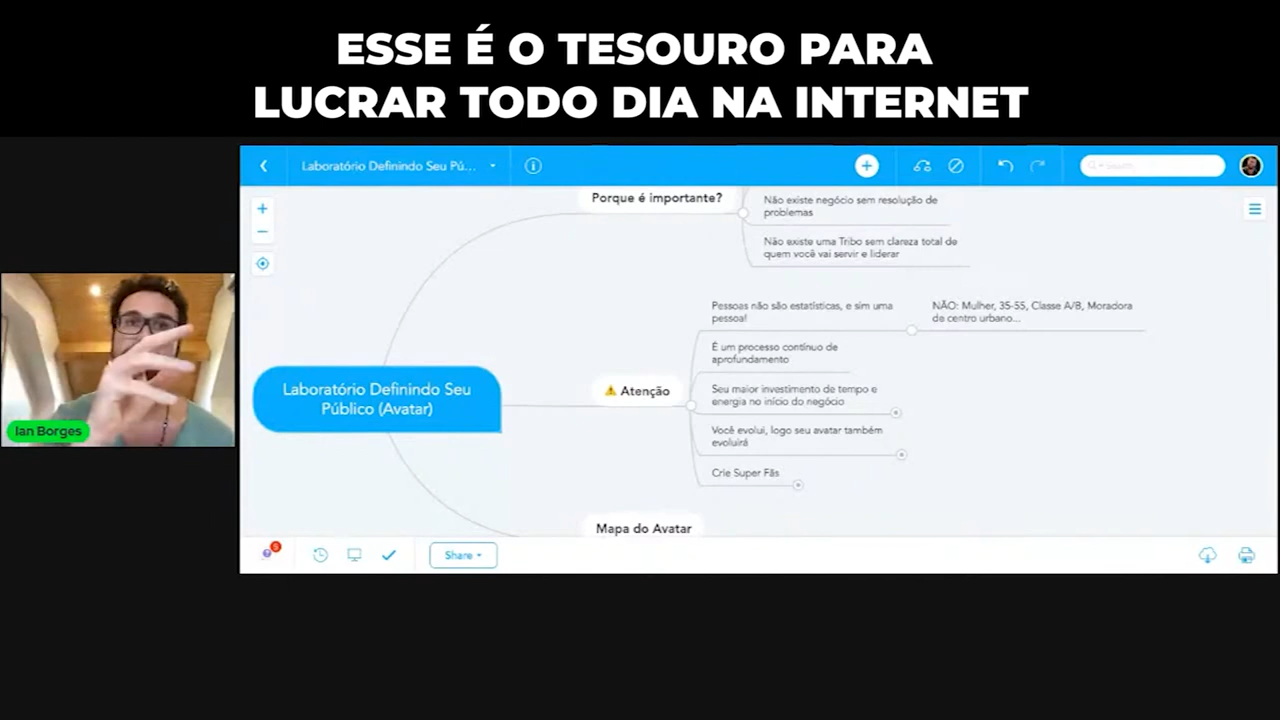 ESSE É O TESOURO PARA
LUCRAR TODO DIA NA INTERNET
Laboratório Definindo Seu Pú...
Search
Porque é importante?
Não existe negócio sem resolução de
problemas
Não existe uma Tribo sem clareza total de
quem você vai servir e liderar
Pessoas não são estatísticas, e sim uma
pessoa!
NÃO: Mulher, 35-55, Classe A/B, Moradora
de centro urbano...
É um processo contínuo de
aprofundamento
Laboratório Definindo Seu
Público (Avatar)
Atenção
Seu maior investimento de tempo e
energia no início do negócio
Você evolui, logo seu avatar também
evoluirá
Crie Super Fãs
Mapa do Avatar
Ian Borges
Share